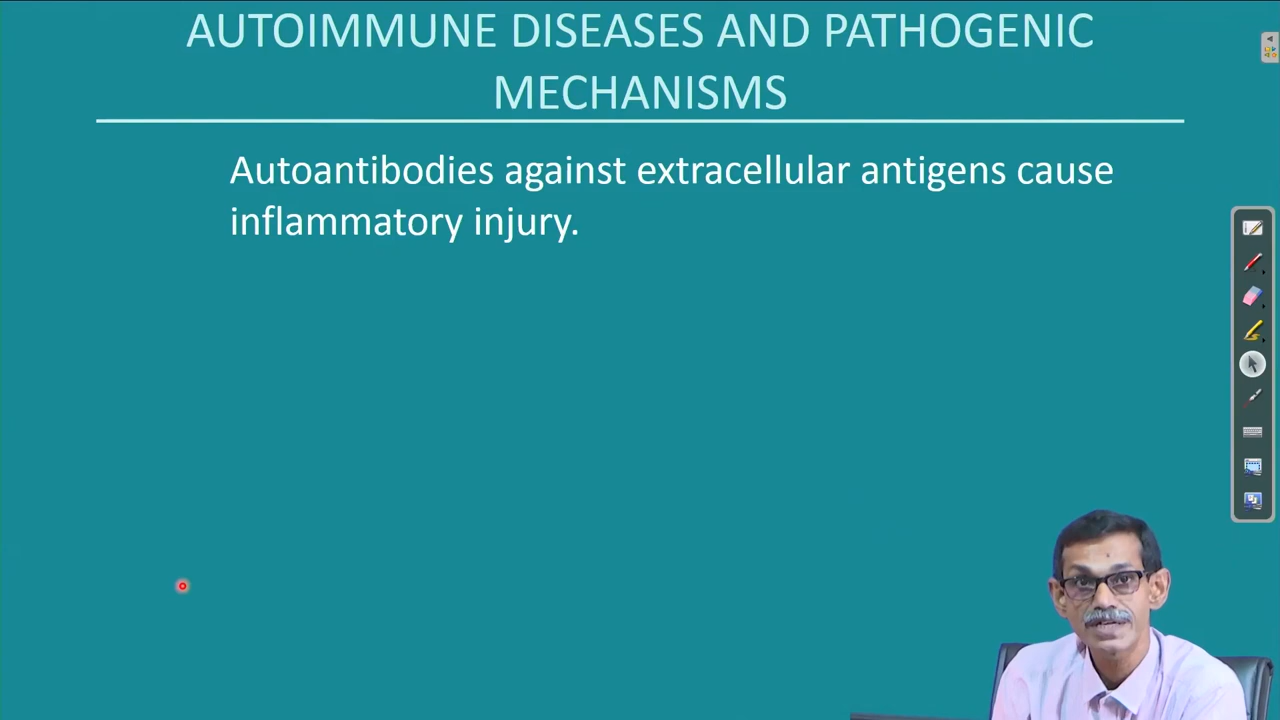 AUTOIMMUNE DISEASES AND PATHOGENIC
MECHANISMS
Autoantibodies against extracellular antigens cause
inflammatory injury.